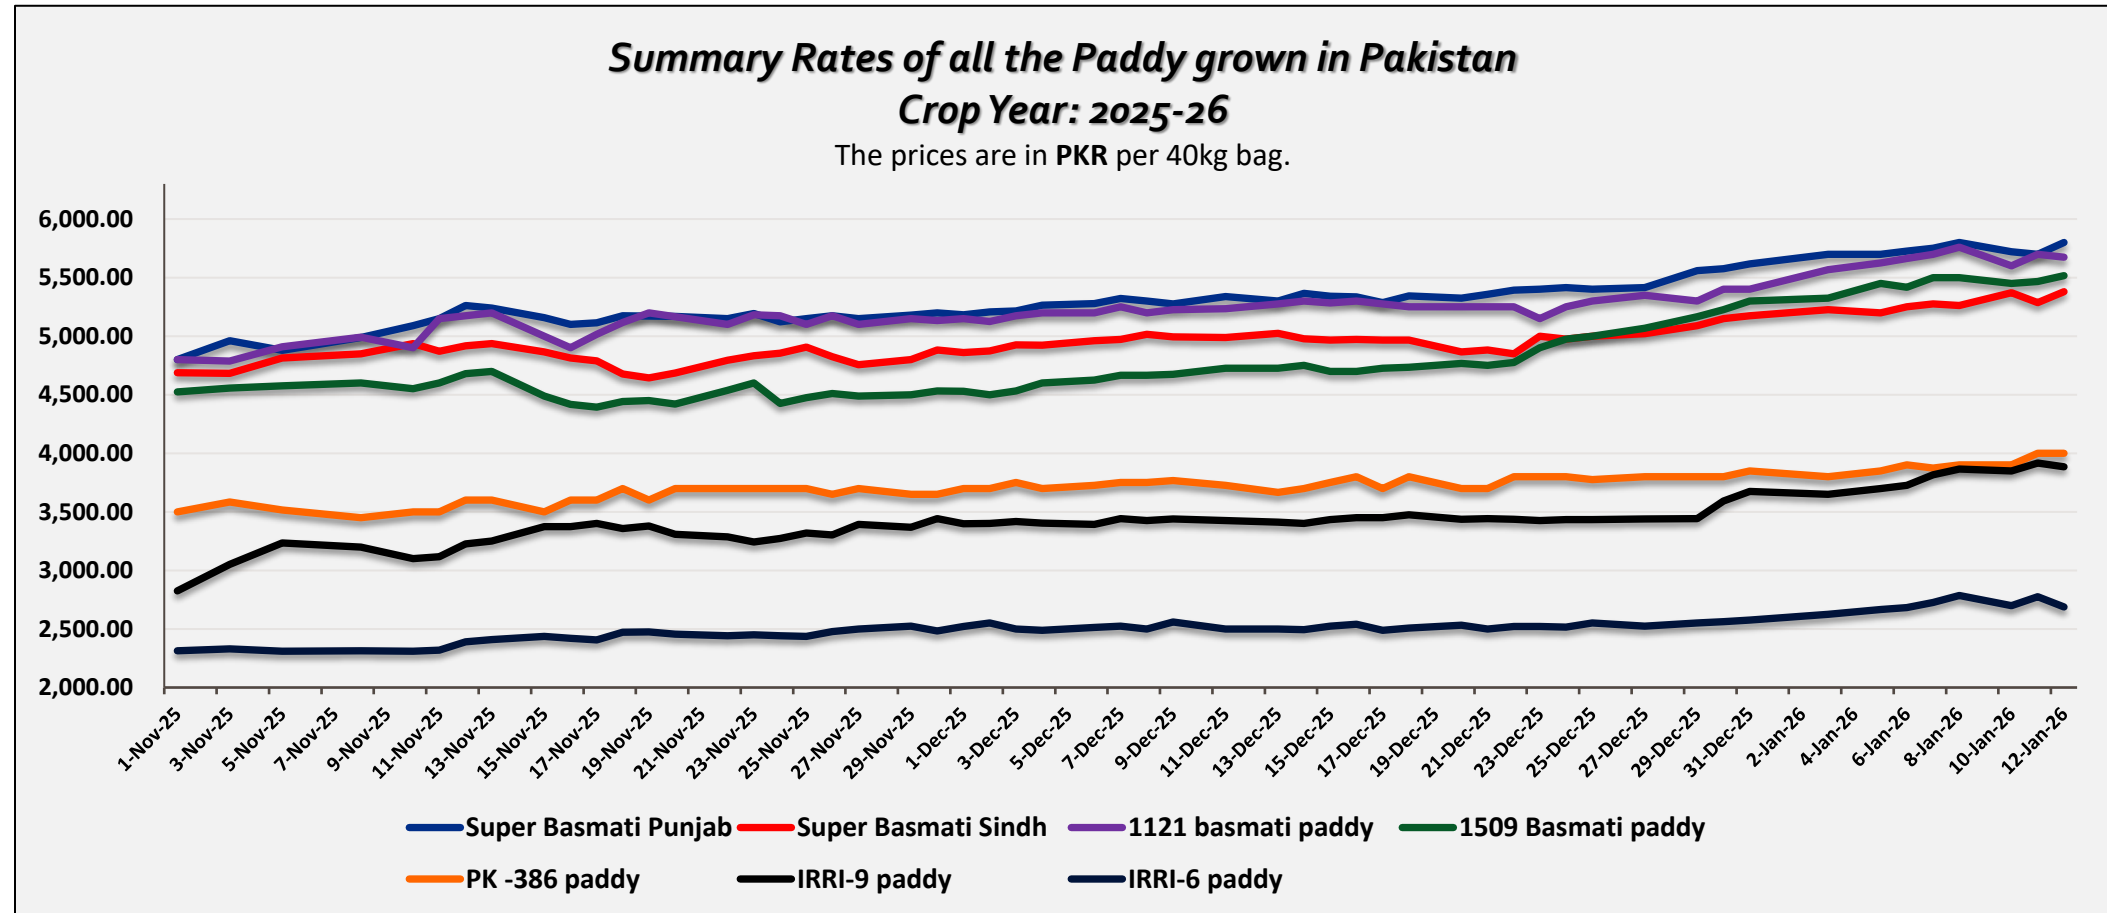 Summary Rates of all the Paddy grown in Pakistan
Crop Year: 2025-26
The prices are in PKR per 40kg bag.
6,000.00
5,500.00
5,000.00
4,500.00
4,000.00
3,500.00
3,000.00
2,500.00
2,000.00
1-Nov-25
3-Nov-25
5-Nov-25
7-Nov-25
9-Nov-25
11-Nov-25
13-Nov-25
15-Nov-25
17-Nov-25
19-Nov-25
21-Nov-25
23-Nov-25
25-Nov-25
27-Nov-25
29-Nov-25
1-Dec-25
3-Dec-25
5-Dec-25
7-Dec-25
9-Dec-25
11-Dec-25
13-Dec-25
15-Dec-25
17-Dec-25
19-Dec-25
21-Dec-25
23-Dec-25
25-Dec-25
27-Dec-25
29-Dec-25
31-Dec-25
2-Jan-26
4-Jan-26
6-Jan-26
8-Jan-26
10-Jan-26
12-Jan-26
Super Basmati Punjab Super Basmati Sindh 1121 basmati paddy 1509 Basmati paddy
PK -386 paddy IRRI-9 paddy IRRI-6 paddy